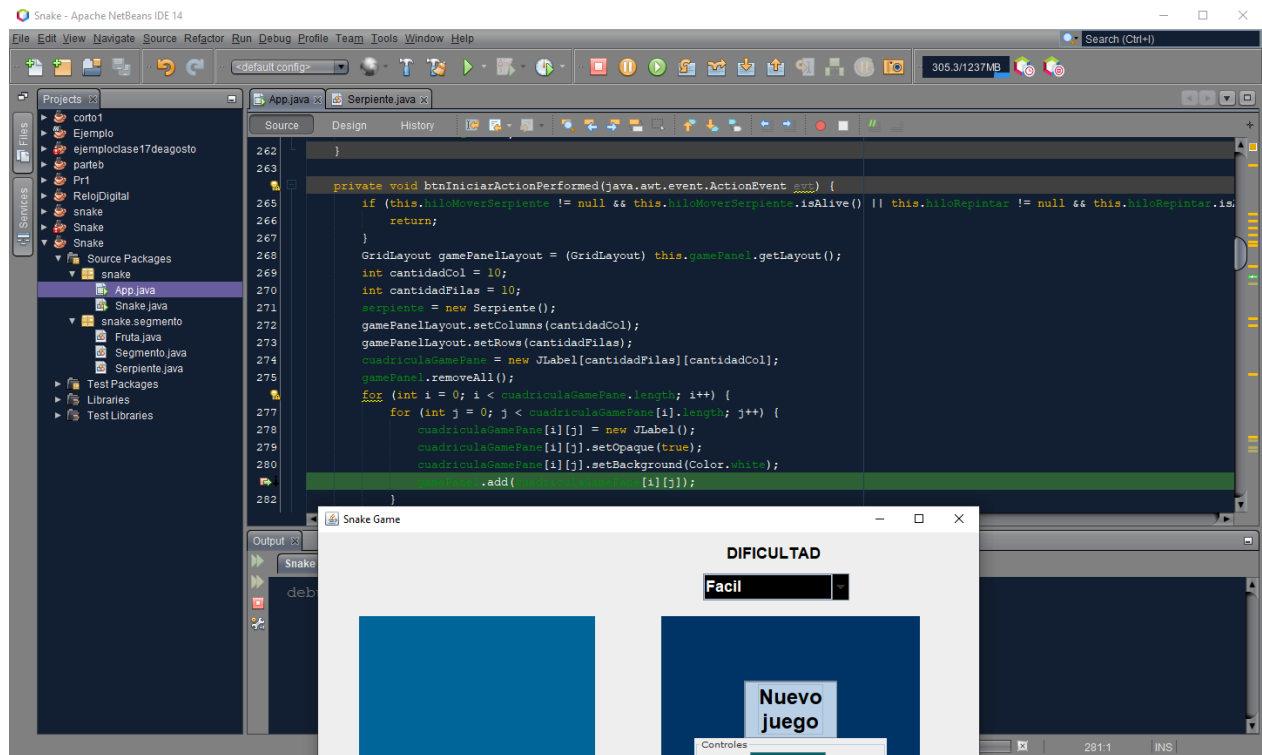 Snake - Apache NetBeans IDE 14
File Edit View Navigate Source Refactor Run Debug Profile Team Tools Window Help
Search (Ctrl+I)
<default config>
305.3/1237MB
Files
Services
Projects
corto1
Ejemplo
ejemploclase17deagosto
parteb
Pr1
RelojDigital
snake
Snake
Snake
Source Packages
snake
App.java
Snake.java
snake.segmento
Fruta.java
Segmento.java
Serpiente.java
Test Packages
Libraries
Test Libraries
App.java
Serpiente.java
Source Design History
262 }
263
private void btnIniciarActionPerformed(java.awt.event.ActionEvent evt) {
265 if (this.hiloMoverSerpiente != null && this.hiloMoverSerpiente.isAlive() || this.hiloRepintar != null && this.hiloRepintar.is
266 return;
267 }
268 GridLayout gamePanelLayout = (GridLayout) this.gamePanel.getLayout();
269 int cantidadCol = 10;
270 int cantidadFilas = 10;
271 serpiente = new Serpiente();
272 gamePanelLayout.setColumns(cantidadCol);
273 gamePanelLayout.setRows(cantidadFilas);
274 cuadriculaGamePane = new JLabel[cantidadFilas][cantidadCol];
275 gamePanel.removeAll();
for (int i = 0; i < cuadriculaGamePane.length; i++) {
277 for (int j = 0; j < cuadriculaGamePane[i].length; j++) {
278 cuadriculaGamePane[i][j] = new JLabel();
279 cuadriculaGamePane[i][j].setOpaque(true);
280 cuadriculaGamePane[i][j].setBackground(Color.white);
gamePanel.add(cuadriculaGamePane[i][j]);
282 }
Output
Snake
deb
Snake Game
DIFICULTAD
Facil
Nuevo
juego
Controles
281:1 INS